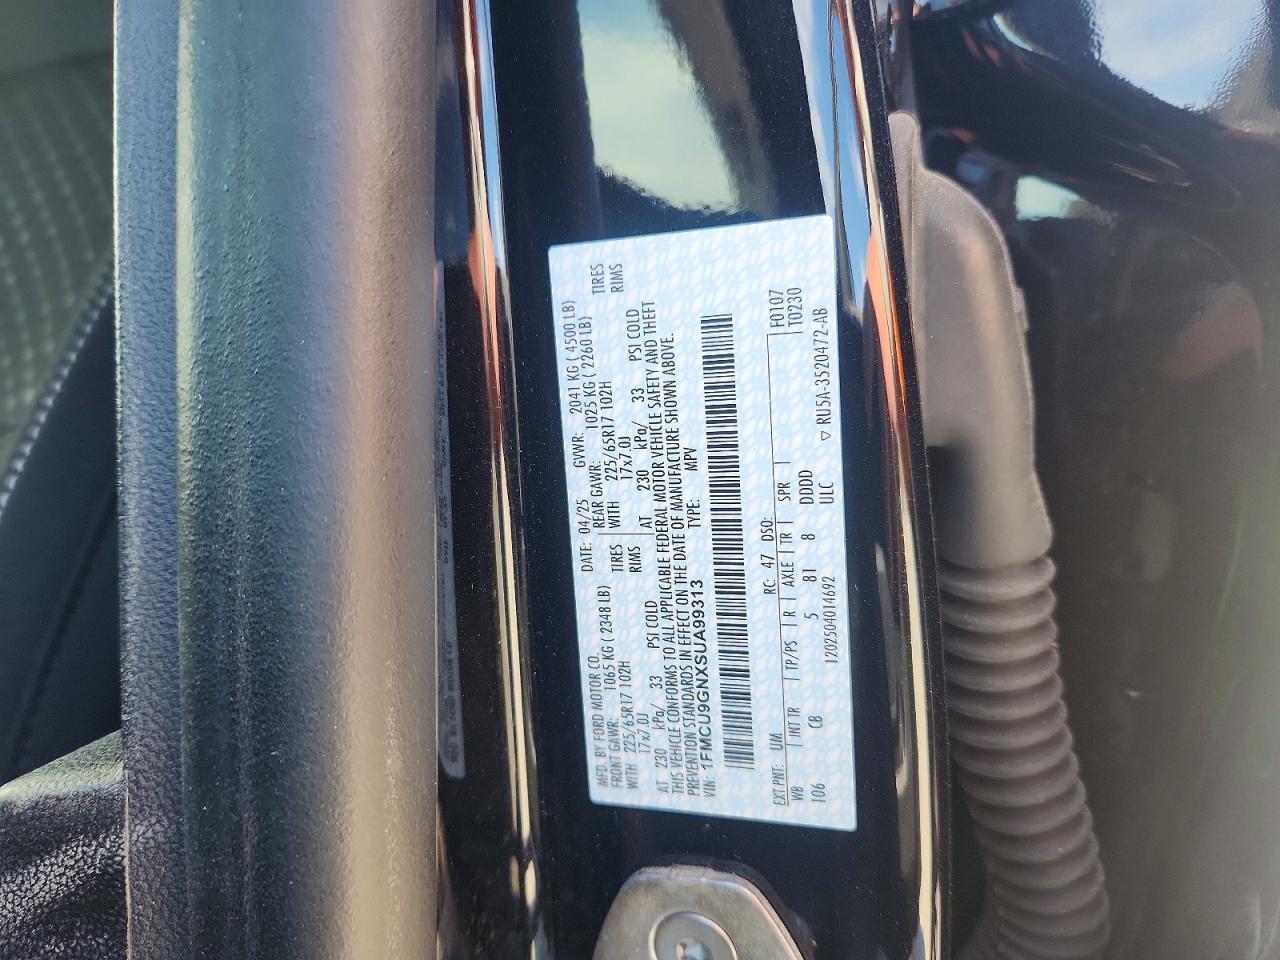 MFD. BY FORD MOTOR CO. DATE: 04/25 GVWR: 2041 KG ( 4500 LB)
FRONT GAWR: 1065 KG ( 2348 LB) REAR GAWR: 1025 KG ( 2260 LB)
WITH 225/65R17 102H TIRES WITH 225/65R17 102H TIRES
17x7.0J RIMS 17x7.0J RIMS
AT 230 kPa/ 33 PSI COLD AT 230 kPa/ 33 PSI COLD
THIS VEHICLE CONFORMS TO ALL APPLICABLE FEDERAL MOTOR VEHICLE SAFETY AND THEFT
PREVENTION STANDARDS IN EFFECT ON THE DATE OF MANUFACTURE SHOWN ABOVE.
VIN: 1FMCU9GNXSUA99313 TYPE: MPV
F0107
EXT PNT: UM RC: 47 DSO: T0230
WB INT TR TP/PS R AXLE TR SPR
106 CB 5 81 8 DDDD
1202504014692 ULC ▽ RU5A-3520472-AB